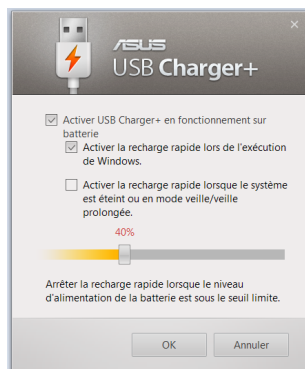 ASUS
USB Charger+
Activer USB Charger+ en fonctionnement sur
batterie
Activer la recharge rapide lors de l'exécution
de Windows.
Activer la recharge rapide lorsque le système
est éteint ou en mode veille/veille
prolongée.
40%
Arrêter la recharge rapide lorsque le niveau
d'alimentation de la batterie est sous le seuil limite.
OK Annuler